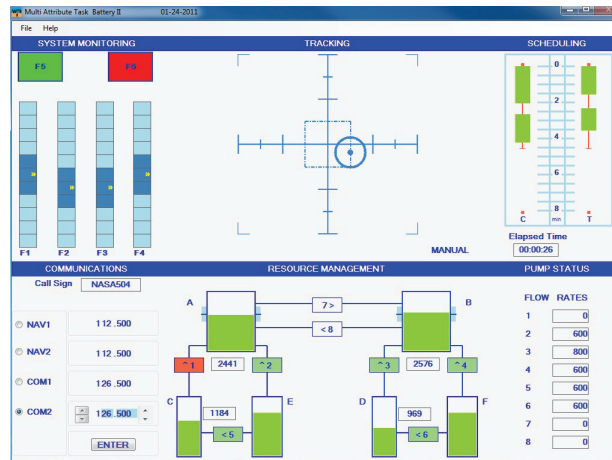 Multi Attribute Task Battery II 01-24-2011
File Help
SYSTEM MONITORING
F5 F6
F1 F2 F3 F4
TRACKING
MANUAL
SCHEDULING
0
2
4
6
8
C min T
Elapsed Time
00:00:26
COMMUNICATIONS
Call Sign NASA504
NAV1 112.500
NAV2 112.500
COM1 126.500
COM2 126.500
ENTER
RESOURCE MANAGEMENT
A B
7 >
< 8
^ 1 2441 ^ 2 ^ 3 2576 ^ 4
C E D F
1184 969
< 5 < 6
PUMP STATUS
FLOW RATES
1 0
2 600
3 800
4 600
5 600
6 600
7 0
8 0